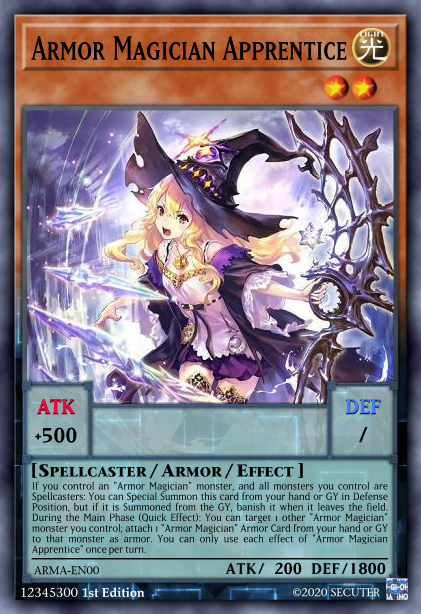 ARMOR MAGICIAN APPRENTICE
LIGHT
光
ATK
DEF
+500
/
[SPELLCASTER / ARMOR / EFFECT ]
If you control an "Armor Magician" monster, and all monsters you control are
Spellcasters: You can Special Summon this card from your hand or GY in Defense
Position, but if it is Summoned from the GY, banish it when it leaves the field.
During the Main Phase (Quick Effect): You can target 1 other "Armor Magician"
monster you control; attach 1 "Armor Magician" Armor Card from your hand or GY
to that monster as armor. You can only use each effect of "Armor Magician
Apprentice" once per turn.
ARMA-EN00
ATK/ 200 DEF/1800
12345300 1st Edition
©2020 SECUTER